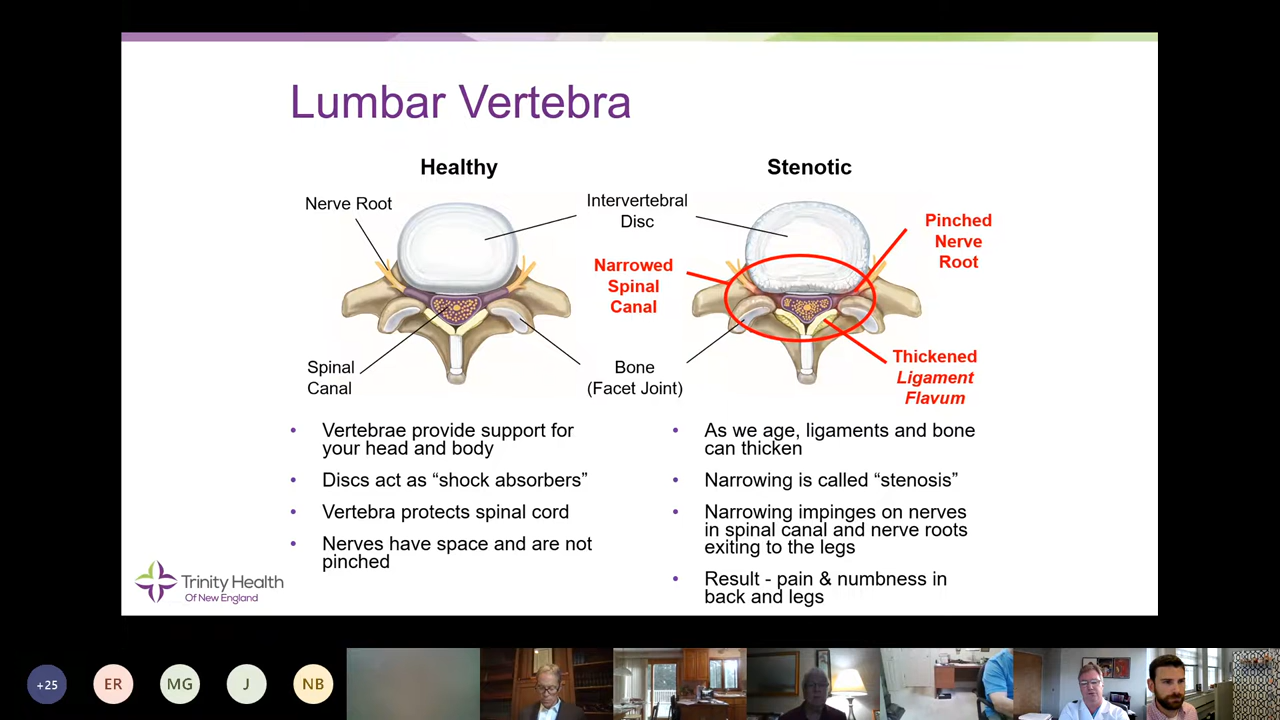 Lumbar Vertebra
Healthy
Stenotic
Nerve Root
Intervertebral
Disc
Pinched
Nerve
Root
Narrowed
Spinal
Canal
Spinal
Canal
Bone
(Facet Joint)
Thickened
Ligament
Flavum
• Vertebrae provide support for
your head and body
• Discs act as “shock absorbers”
• Vertebra protects spinal cord
• Nerves have space and are not
pinched
• As we age, ligaments and bone
can thicken
• Narrowing is called “stenosis”
• Narrowing impinges on nerves
in spinal canal and nerve roots
exiting to the legs
• Result - pain & numbness in
back and legs
Trinity Health
Of New England
+25
ER
MG
J
NB